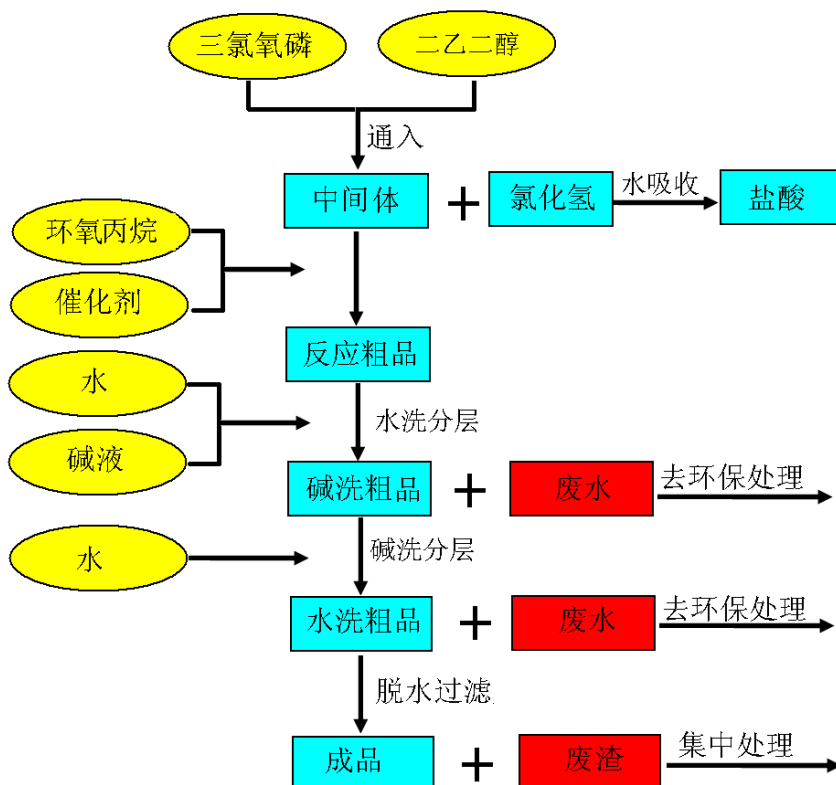 三氯氧磷
二乙二醇
通入
中间体
+
氯化氢
水吸收
盐酸
环氧丙烷
催化剂
反应粗品
水
碱液
水洗分层
碱洗粗品
+
废水
去环保处理
水
碱洗分层
水洗粗品
+
废水
去环保处理
脱水过滤
成品
+
废渣
集中处理